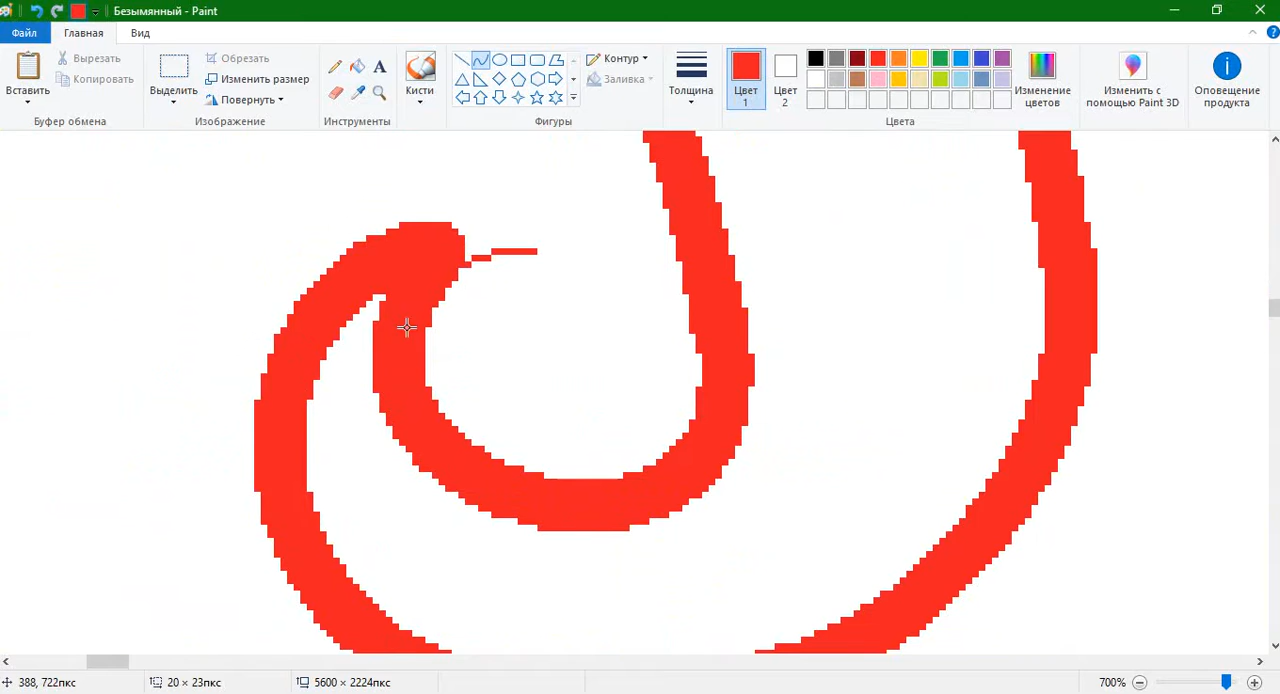 Безымянный - Paint
Файл
Главная
Вид
Вставить
Вырезать
Копировать
Буфер обмена
Выделить
Обрезать
Изменить размер
Повернуть
Изображение
A
Инструменты
Кисти
Контур
Заливка
Фигуры
Толщина
Цвет
1
Цвет
2
Изменение
цветов
Цвета
Изменить с
помощью Paint 3D
Оповещение
продукта
388, 722пкс
20 × 23пкс
5600 × 2224пкс
700%